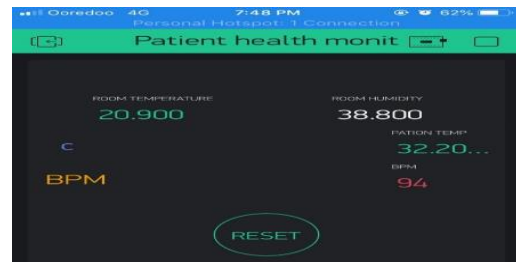 Ooredoo 4G 7:48 PM 62%
Personal Hotspot: 1 Connection
Patient health monit
ROOM TEMPERATURE ROOM HUMIDITY
20.900 38.800
PATION TEMP
C 32.20...
BPM
BPM 94
RESET